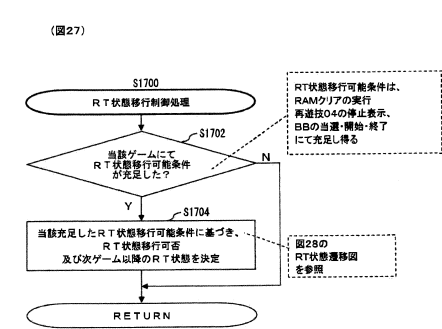 (図27)
S1700
RT状態移行制御処理
RT状態移行可能条件は、
RAMクリアの実行
再遊技04の停止表示、
BBの当選・開始・終了
にて充足し得る
S1702
当該ゲームにて
RT状態移行可能条件
が充足した?
N
Y
S1704
当該充足したRT状態移行可能条件に基づき、
RT状態移行可否
及び次ゲーム以降のRT状態を決定
図28の
RT状態遷移図
を参照
RETURN